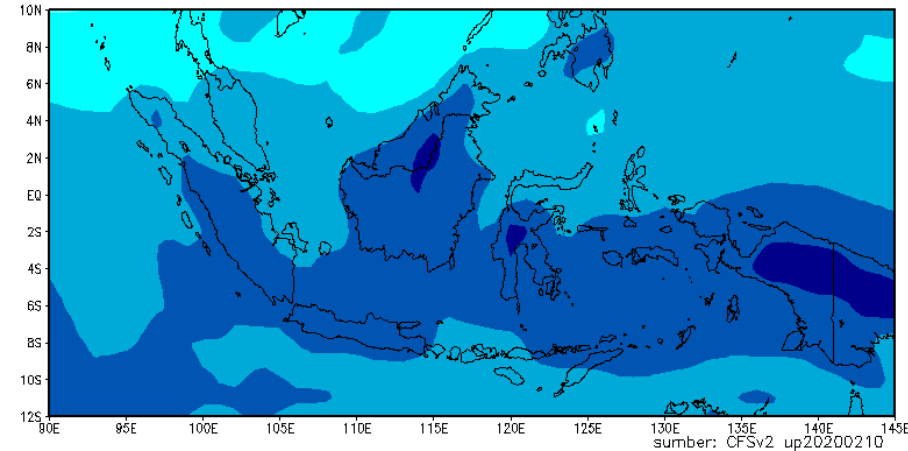 10N
8N
6N
4N
2N
EQ
2S
4S
6S
8S
10S
12S
90E 95E 100E 105E 110E 115E 120E 125E 130E 135E 140E 145E
sumber: CFSv2 up20200210